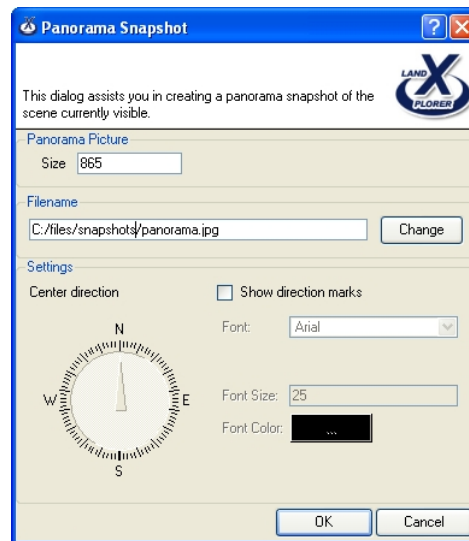 Panorama Snapshot
LAND X
PLORER
This dialog assists you in creating a panorama snapshot of the
scene currently visible.
Panorama Picture
Size 865
Filename
C:/files/snapshots/panorama.jpg Change
Settings
Center direction Show direction marks
N
Font: Arial
W E
Font Size: 25
Font Color: ...
S
OK Cancel